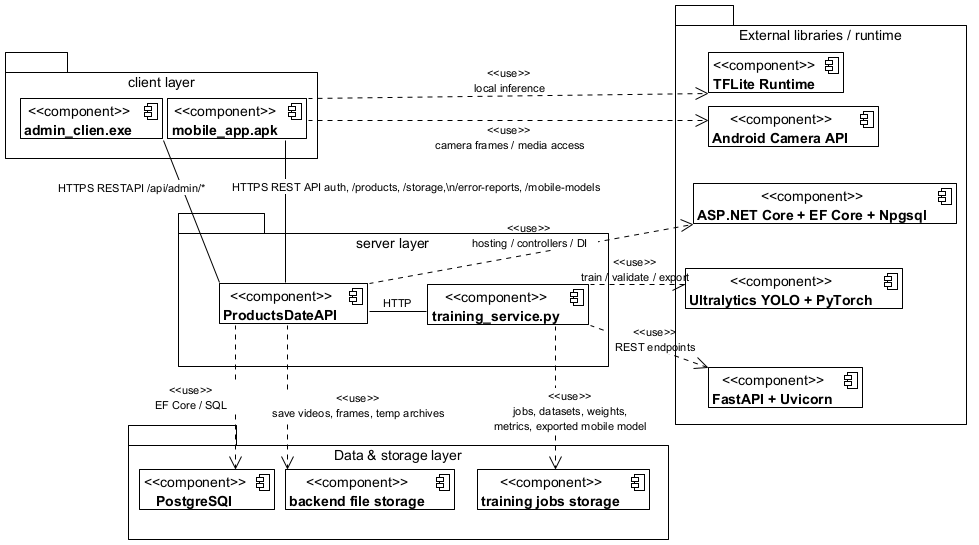 External libraries / runtime
<<component>>
TFLite Runtime
<<component>>
Android Camera API
<<component>>
ASP.NET Core + EF Core + Npgsql
<<component>>
Ultralytics YOLO + PyTorch
<<component>>
FastAPI + Uvicorn
client layer
<<component>>
admin_clien.exe
<<component>>
mobile_app.apk
<<use>>
local inference
<<use>>
camera frames / media access
HTTPS RESTAPI /api/admin/*
HTTPS REST API auth, /products, /storage,\n/error-reports, /mobile-models
server layer
<<use>>
hosting / controllers / DI
<<use>>
train / validate / export
<<component>>
ProductsDateAPI
HTTP
<<component>>
training_service.py
<<use>>
REST endpoints
<<use>>
EF Core / SQL
<<use>>
save videos, frames, temp archives
<<use>>
jobs, datasets, weights,
metrics, exported mobile model
Data & storage layer
<<component>>
PostgreSQl
<<component>>
backend file storage
<<component>>
training jobs storage